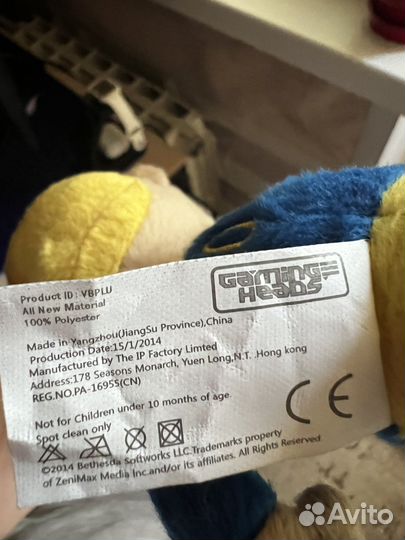 Product ID: VBPLU
All New Material
100% Polyester
GAMING HEADS
Made in Yangzhou(JiangSu Province),China
Production Date:15/1/2014
Manufactured by The IP Factory Limted
Address:178 Seasons Monarch, Yuen Long,N.T. ,Hong kong
REG.NO.PA-16955(CN)
Not for Children under 10 months of age.
Spot clean only
CE
©2014 Bethesda Softworks LLC.Trademarks property
of ZeniMax Media Inc.and/or its affiliates. All Rights
Avito